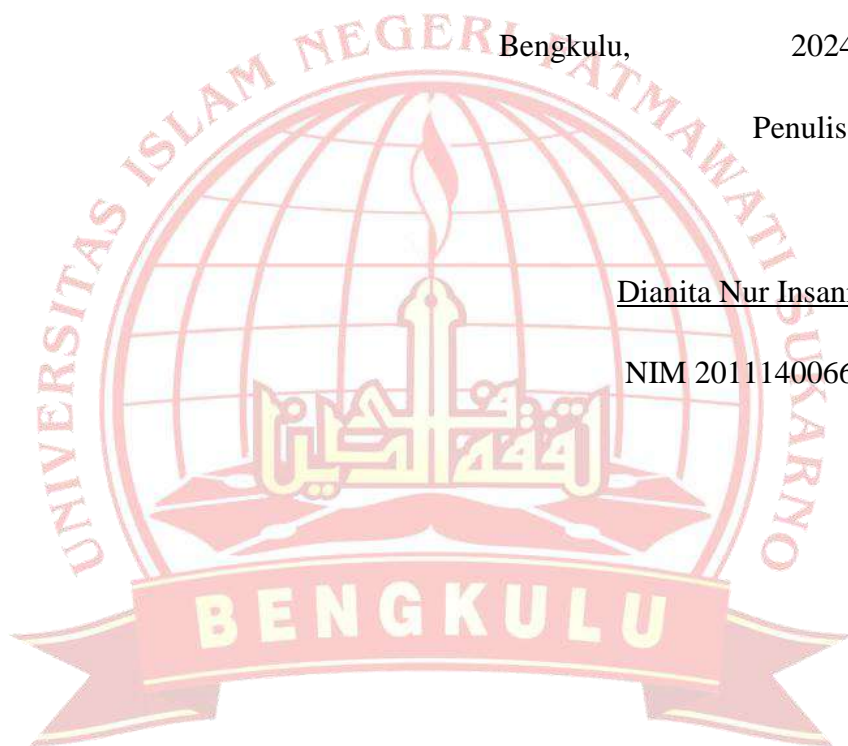 Bengkulu, 2024
Penulis
Dianita Nur Insani
NIM 2011140066
UNIVERSITAS ISLAM NEGERI FATMAWATI SUKARNO
BENGKULU